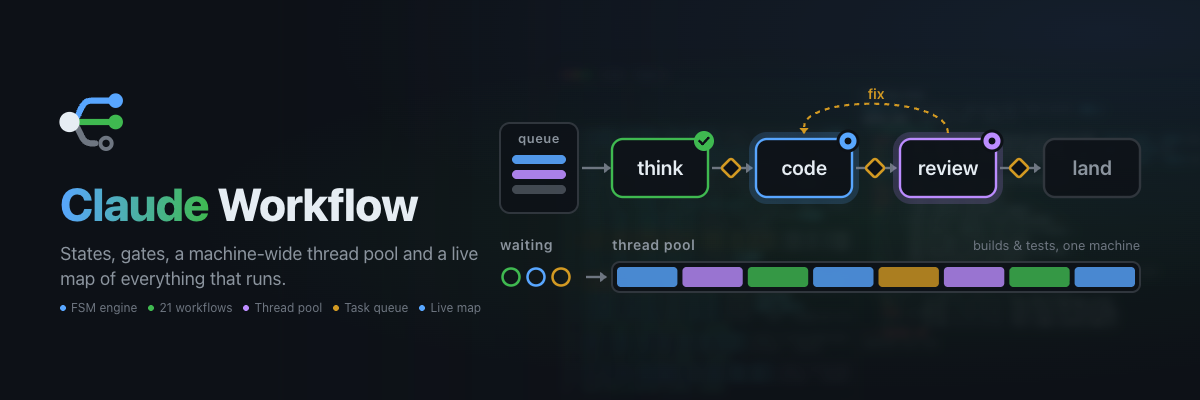 Claude Workflow
States, gates, a machine-wide thread pool and a live
map of everything that runs.
FSM engine 21 workflows Thread pool Task queue Live map
queue
fix
think
code
review
land
waiting
thread pool
builds & tests, one machine